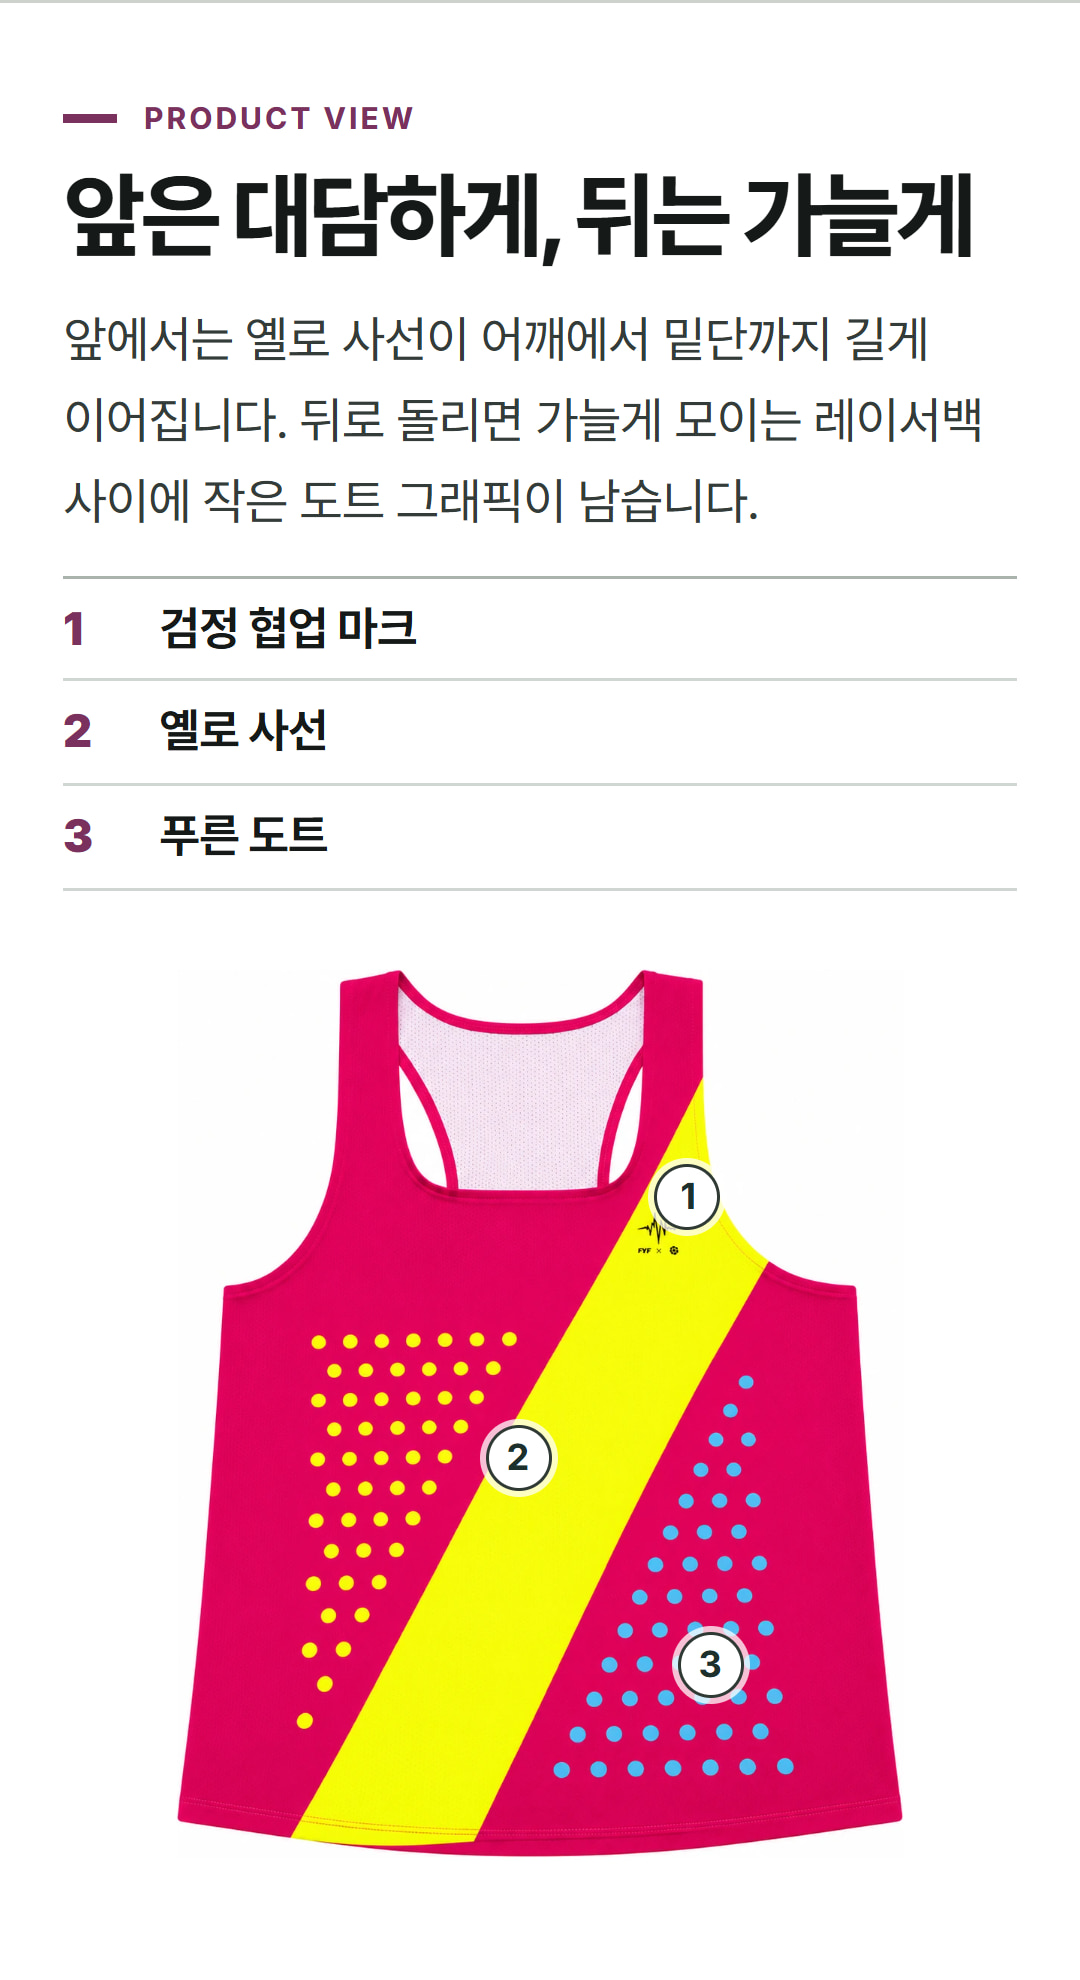 PRODUCT VIEW
앞은 대담하게, 뒤는 가늘게
앞에서는 옐로 사선이 어깨에서 밑단까지 길게
이어집니다. 뒤로 돌리면 가늘게 모이는 레이서백
사이에 작은 도트 그래픽이 남습니다.
1 검정 협업 마크
2 옐로 사선
3 푸른 도트
1
FYF ×
2
3